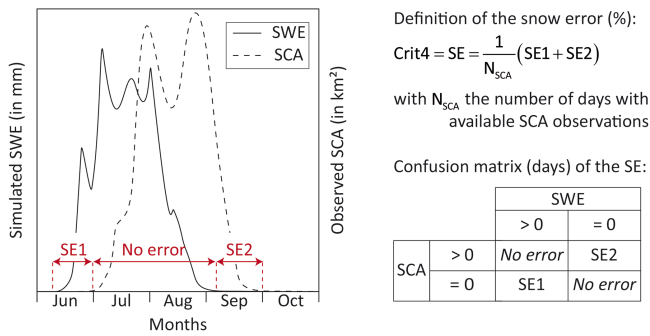 Simulated SWE (in mm)
SWE
SCA
SE1
No error
SE2
Jun
Jul
Aug
Sep
Oct
Months
Observed SCA (in km²)
Definition of the snow error (%):
Crit4 = SE = 1/N_SCA (SE1 + SE2)
with N_SCA the number of days with
available SCA observations
Confusion matrix (days) of the SE:
SWE
> 0
= 0
SCA
> 0
No error
SE2
= 0
SE1
No error